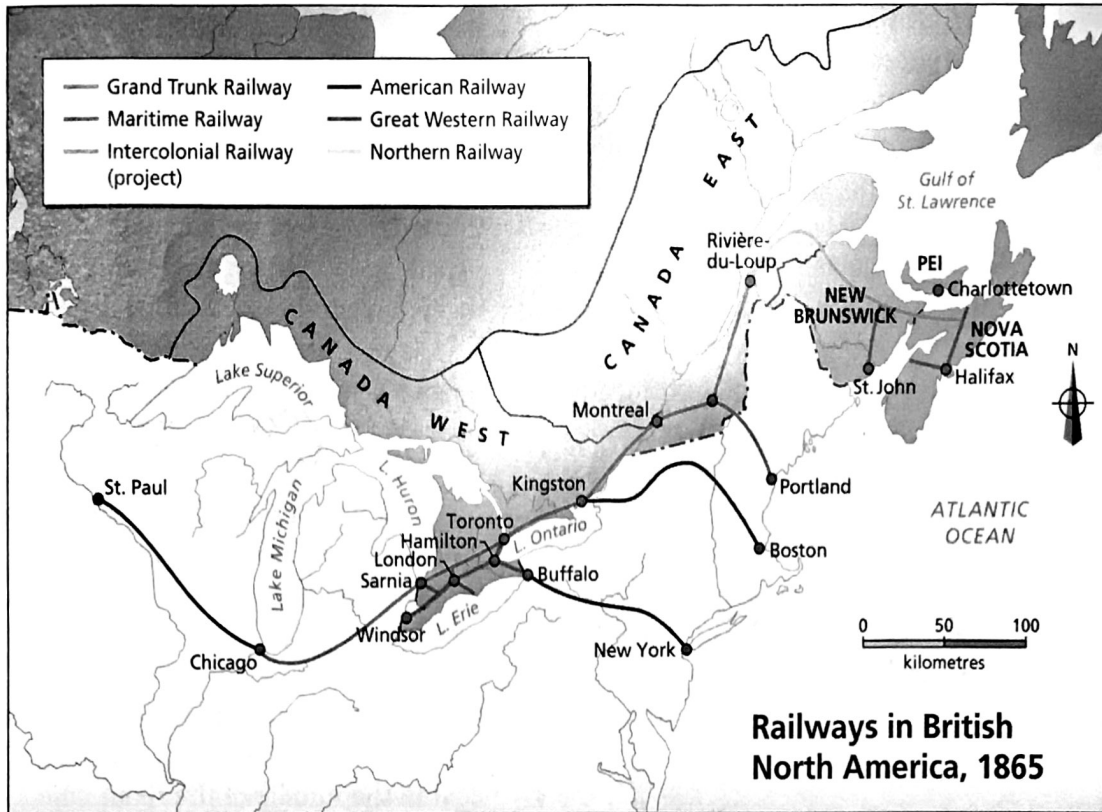 Grand Trunk Railway
Maritime Railway
Intercolonial Railway
(project)
American Railway
Great Western Railway
Northern Railway
CANADA EAST
Gulf of
St. Lawrence
Rivière-
du-Loup
PEI
Charlottetown
NEW
BRUNSWICK
NOVA
SCOTIA
St. John
Halifax
N
CANADA WEST
Lake Superior
Montreal
St. Paul
Lake Michigan
L. Huron
Kingston
Portland
Toronto
L. Ontario
Hamilton
London
Sarnia
Buffalo
Boston
ATLANTIC
OCEAN
L. Erie
Windsor
Chicago
New York
0 50 100
kilometres
Railways in British
North America, 1865